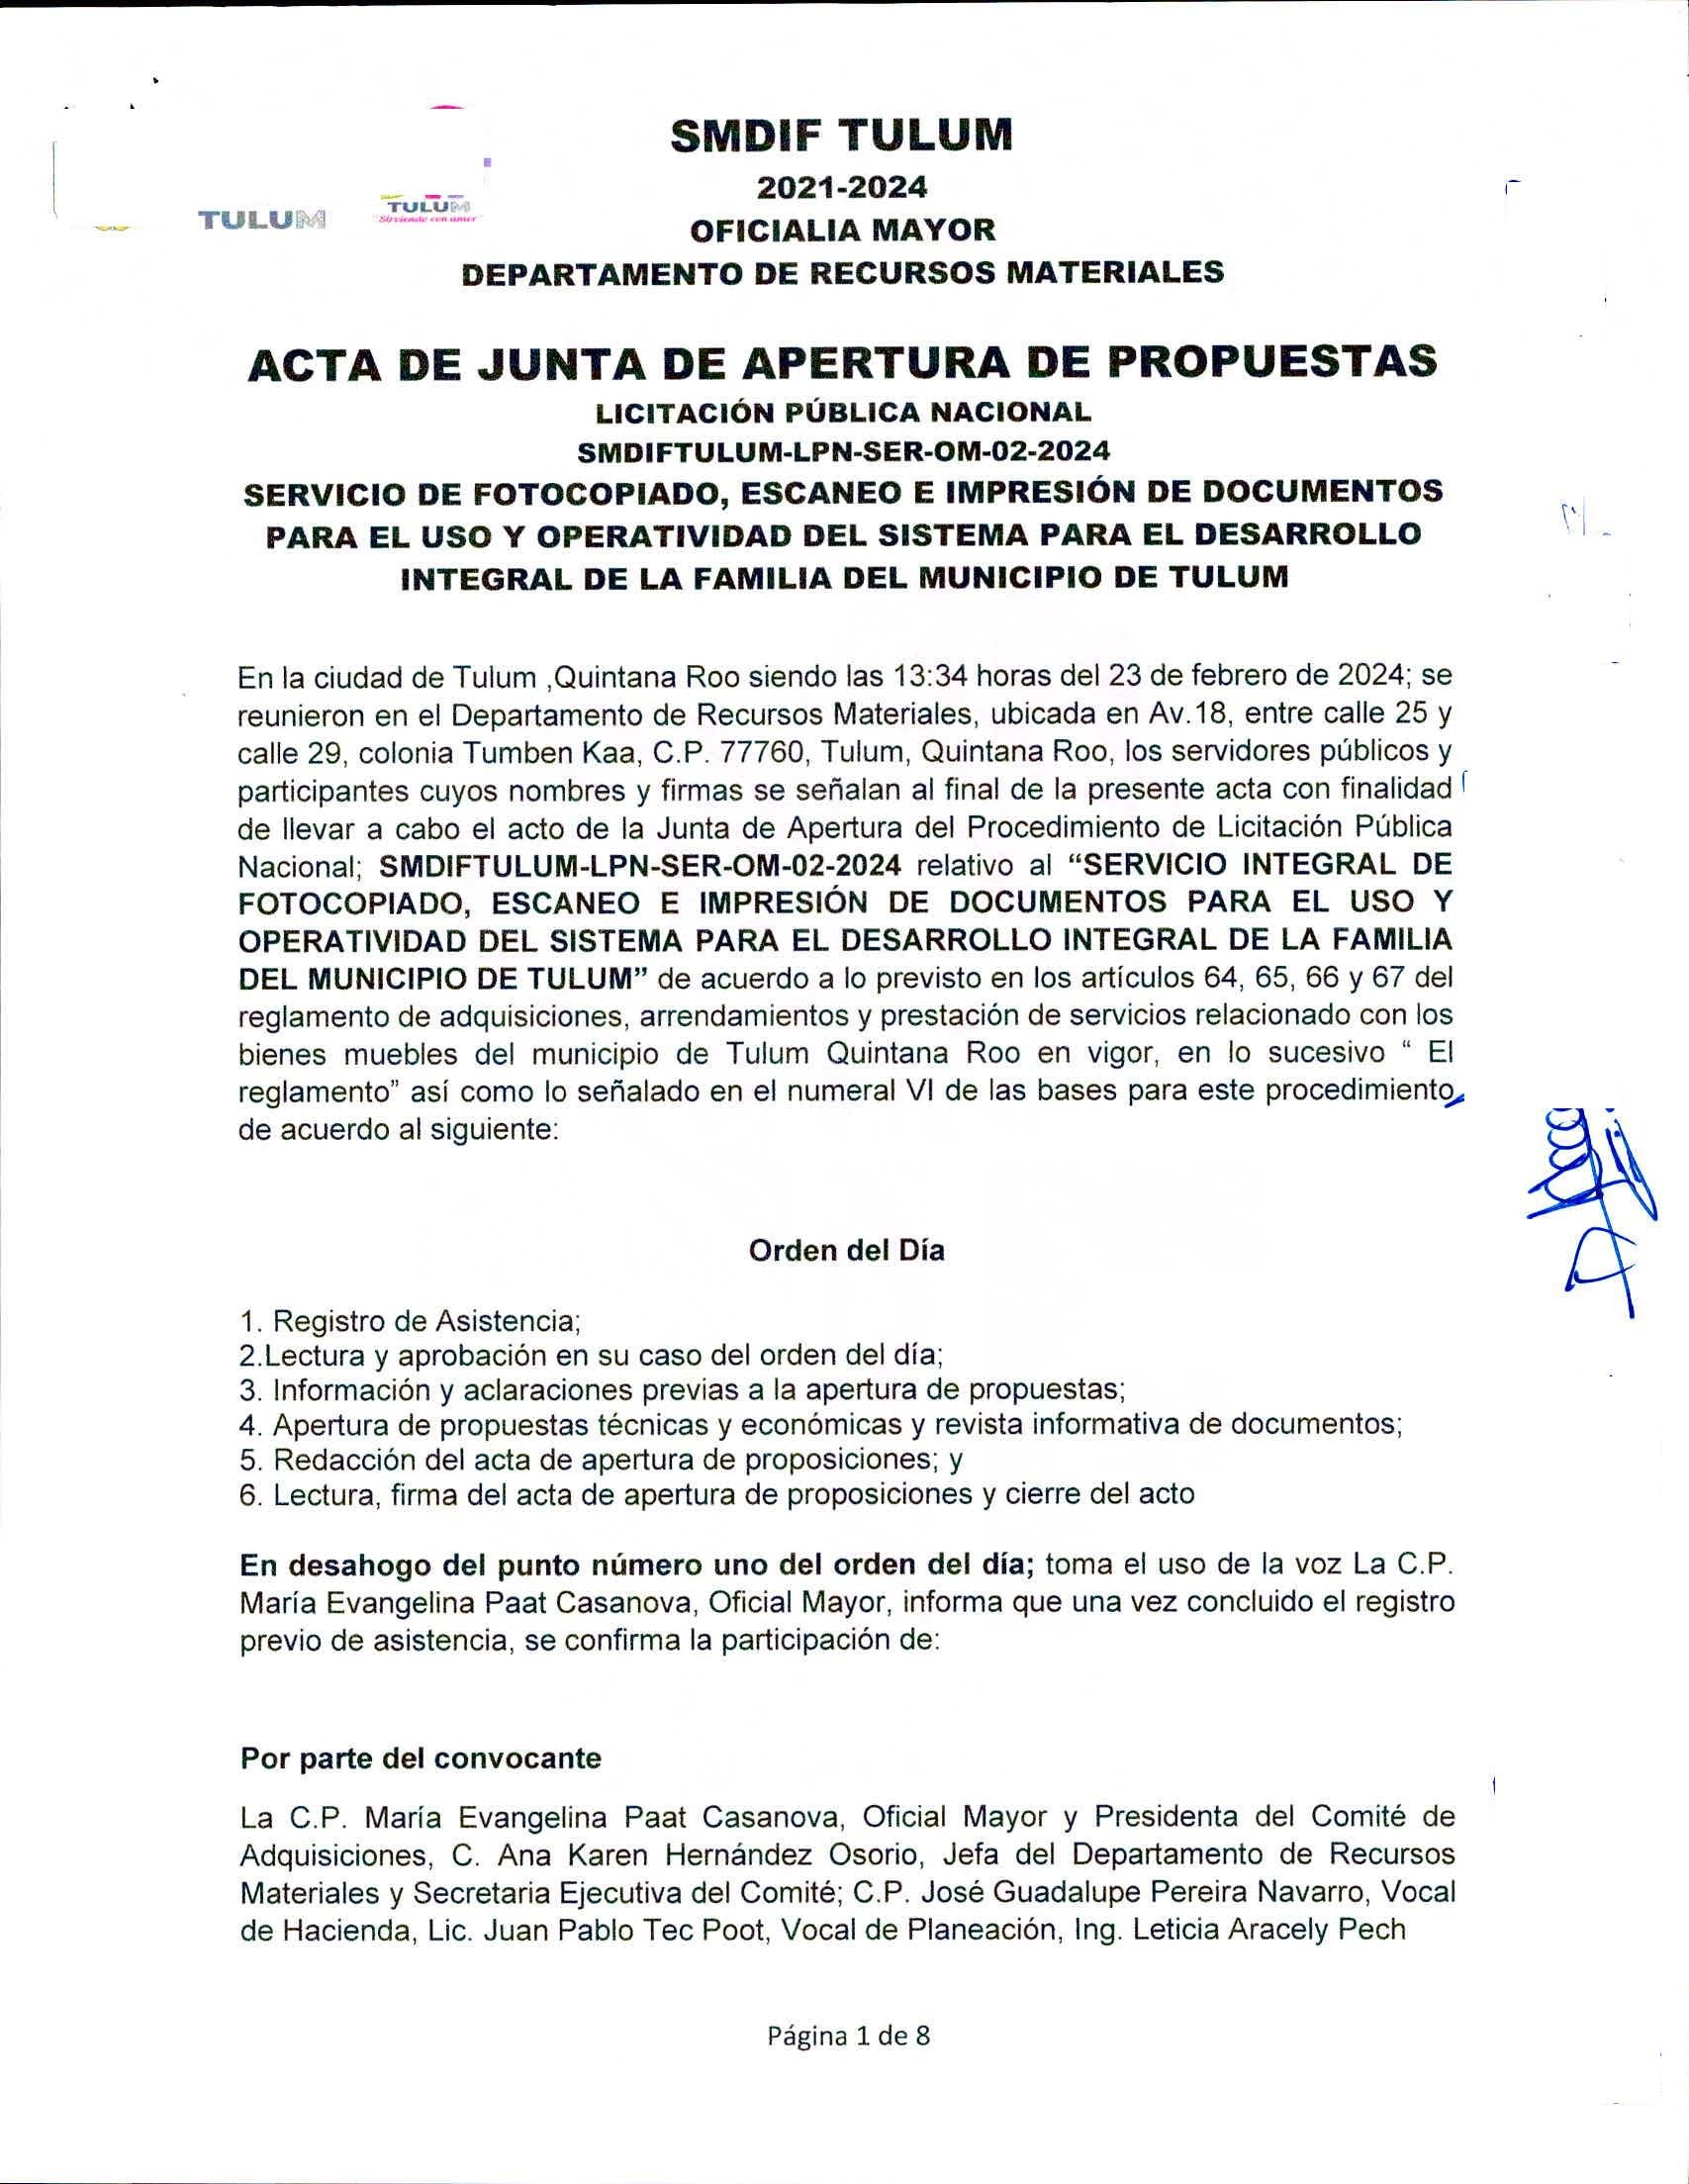 SMDIF TULUM
2021-2024
TULUM
TULUM
"Sirviendo con amor"
OFICIALIA MAYOR
DEPARTAMENTO DE RECURSOS MATERIALES
ACTA DE JUNTA DE APERTURA DE PROPUESTAS
LICITACIÓN PÚBLICA NACIONAL
SMDIFTULUM-LPN-SER-OM-02-2024
SERVICIO DE FOTOCOPIADO, ESCANEO E IMPRESIÓN DE DOCUMENTOS
PARA EL USO Y OPERATIVIDAD DEL SISTEMA PARA EL DESARROLLO
INTEGRAL DE LA FAMILIA DEL MUNICIPIO DE TULUM
En la ciudad de Tulum ,Quintana Roo siendo las 13:34 horas del 23 de febrero de 2024; se
reunieron en el Departamento de Recursos Materiales, ubicada en Av.18, entre calle 25 y
calle 29, colonia Tumben Kaa, C.P. 77760, Tulum, Quintana Roo, los servidores públicos y
participantes cuyos nombres y firmas se señalan al final de la presente acta con finalidad
de llevar a cabo el acto de la Junta de Apertura del Procedimiento de Licitación Pública
Nacional; SMDIFTULUM-LPN-SER-OM-02-2024 relativo al “SERVICIO INTEGRAL DE
FOTOCOPIADO, ESCANEO E IMPRESIÓN DE DOCUMENTOS PARA EL USO Y
OPERATIVIDAD DEL SISTEMA PARA EL DESARROLLO INTEGRAL DE LA FAMILIA
DEL MUNICIPIO DE TULUM” de acuerdo a lo previsto en los artículos 64, 65, 66 y 67 del
reglamento de adquisiciones, arrendamientos y prestación de servicios relacionado con los
bienes muebles del municipio de Tulum Quintana Roo en vigor, en lo sucesivo “ El
reglamento” así como lo señalado en el numeral VI de las bases para este procedimiento,
de acuerdo al siguiente:
Orden del Día
1. Registro de Asistencia;
2.Lectura y aprobación en su caso del orden del día;
3. Información y aclaraciones previas a la apertura de propuestas;
4. Apertura de propuestas técnicas y económicas y revista informativa de documentos;
5. Redacción del acta de apertura de proposiciones; y
6. Lectura, firma del acta de apertura de proposiciones y cierre del acto
En desahogo del punto número uno del orden del día; toma el uso de la voz La C.P.
María Evangelina Paat Casanova, Oficial Mayor, informa que una vez concluido el registro
previo de asistencia, se confirma la participación de:
Por parte del convocante
La C.P. María Evangelina Paat Casanova, Oficial Mayor y Presidenta del Comité de
Adquisiciones, C. Ana Karen Hernández Osorio, Jefa del Departamento de Recursos
Materiales y Secretaria Ejecutiva del Comité; C.P. José Guadalupe Pereira Navarro, Vocal
de Hacienda, Lic. Juan Pablo Tec Poot, Vocal de Planeación, Ing. Leticia Aracely Pech
Página 1 de 8